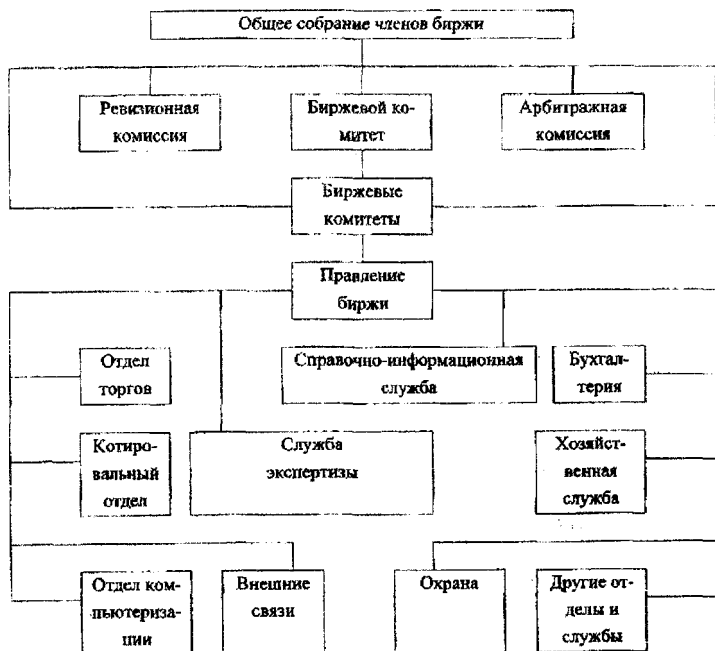 Общее собрание членов биржи
Ревизионная
комиссия
Биржевой ко-
митет
Арбитражная
комиссия
Биржевые
комитеты
Правление
биржи
Отдел
торгов
Справочно-информационная
служба
Бухгал-
терия
Котиро-
вальный
отдел
Служба
экспертизы
Хозяйст-
венная
служба
Отдел ком-
пьютериза-
ции
Внешние
связи
Охрана
Другие от-
делы и
службы